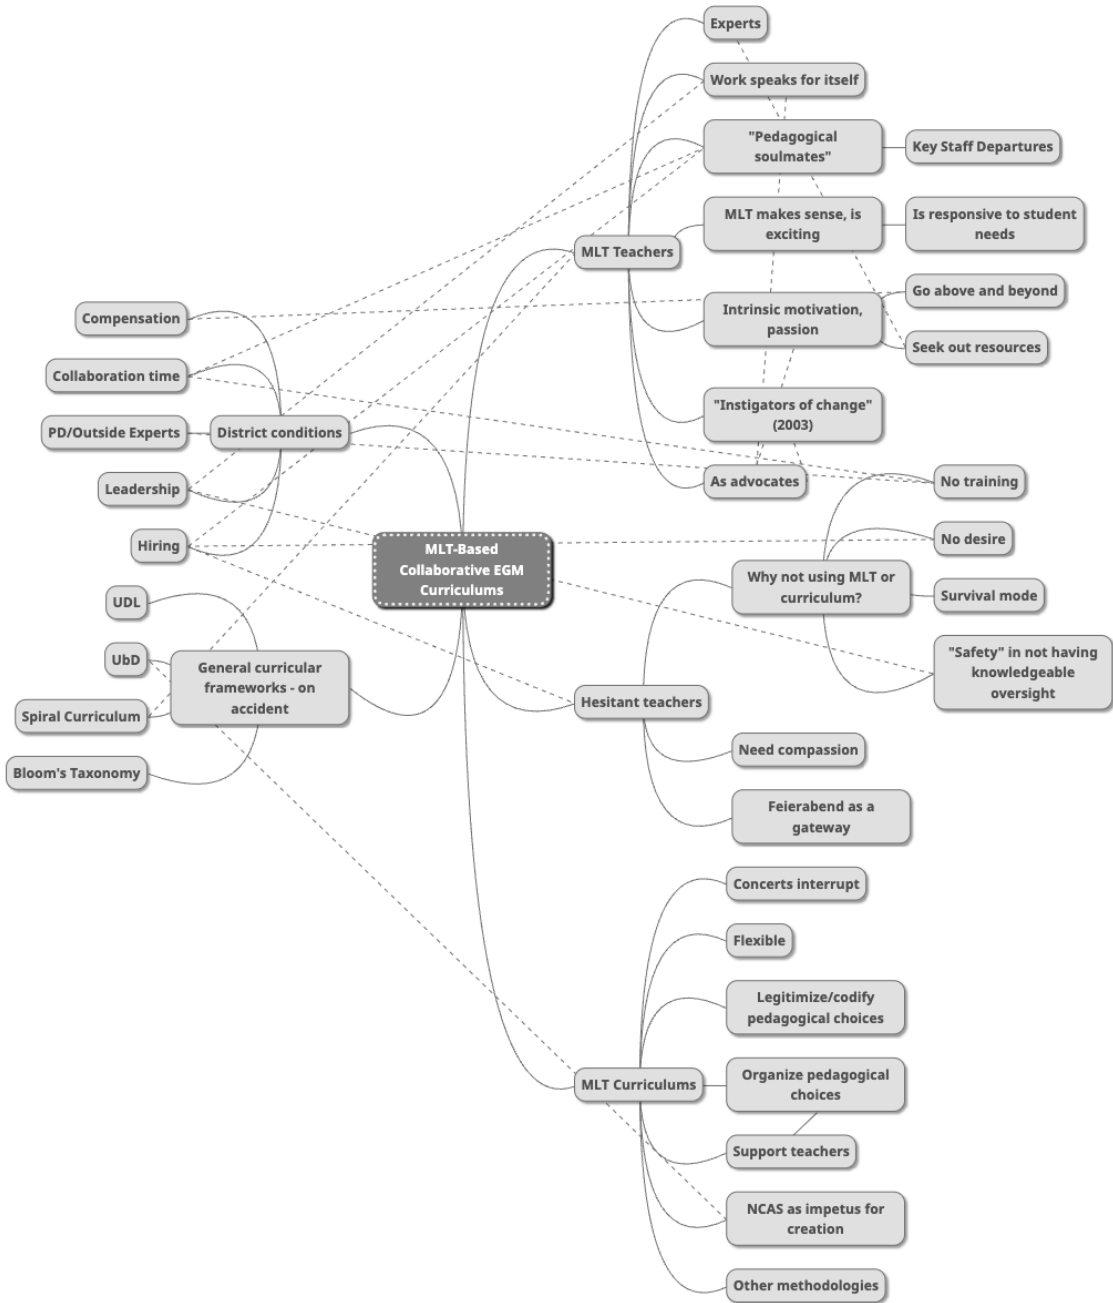 Experts
Work speaks for itself
"Pedagogical
soulmates"
Key Staff Departures
MLT makes sense, is
exciting
Is responsive to student
needs
MLT Teachers
Intrinsic motivation,
passion
Go above and beyond
Seek out resources
"Instigators of change"
(2003)
As advocates
Compensation
Collaboration time
PD/Outside Experts
District conditions
Leadership
Hiring
MLT-Based
Collaborative EGM
Curriculums
No training
No desire
Why not using MLT or
curriculum?
Survival mode
"Safety" in not having
knowledgeable
oversight
UDL
UbD
General curricular
frameworks - on
accident
Spiral Curriculum
Bloom's Taxonomy
Hesitant teachers
Need compassion
Feierabend as a
gateway
Concerts interrupt
Flexible
Legitimize/codify
pedagogical choices
MLT Curriculums
Organize pedagogical
choices
Support teachers
NCAS as impetus for
creation
Other methodologies